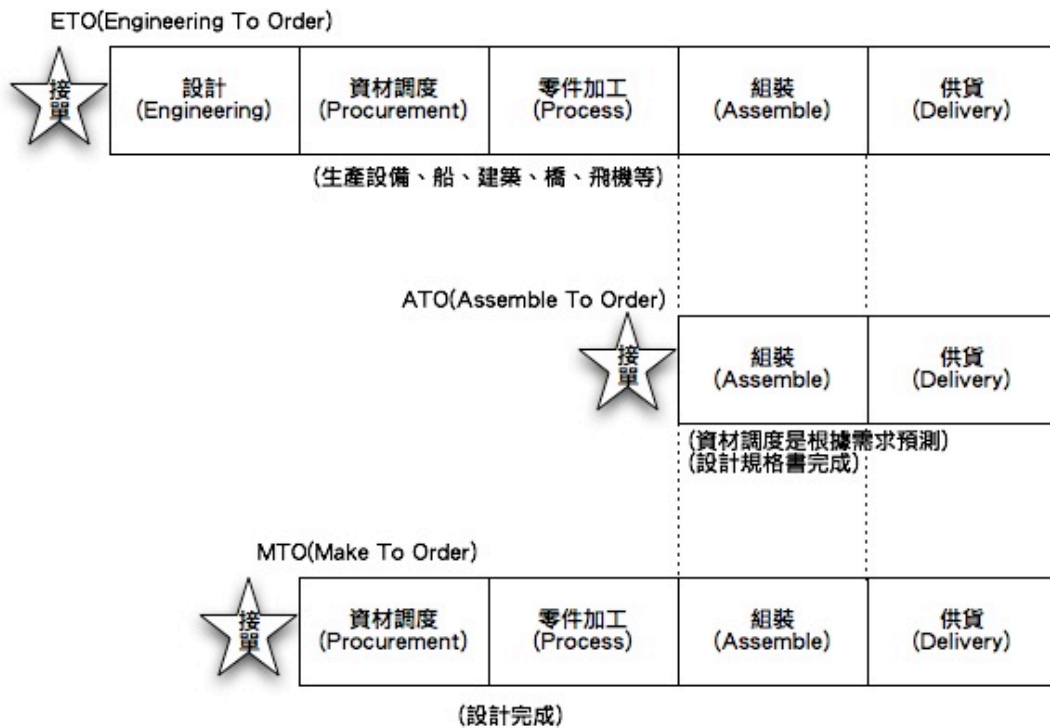 ETO(Engineering To Order)
接單
設計
(Engineering)
資材調度
(Procurement)
零件加工
(Process)
組裝
(Assemble)
供貨
(Delivery)
(生產設備、船、建築、橋、飛機等)
ATO(Assemble To Order)
接單
組裝
(Assemble)
供貨
(Delivery)
(資材調度是根據需求預測)
(設計規格書完成)
MTO(Make To Order)
接單
資材調度
(Procurement)
零件加工
(Process)
組裝
(Assemble)
供貨
(Delivery)
(設計完成)